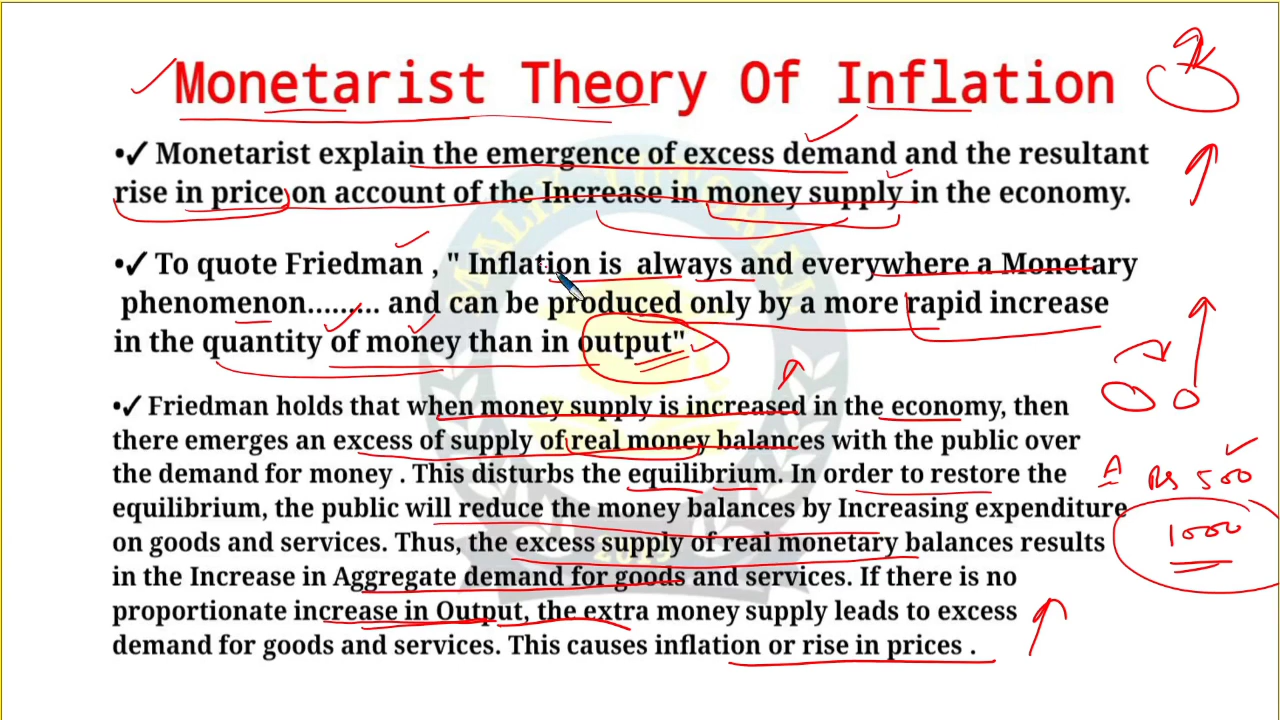 Monetarist Theory Of Inflation
•✓ Monetarist explain the emergence of excess demand and the resultant
rise in price on account of the Increase in money supply in the economy.
•✓ To quote Friedman , " Inflation is always and everywhere a Monetary
phenomenon......... and can be produced only by a more rapid increase
in the quantity of money than in output"
•✓ Friedman holds that when money supply is increased in the economy, then
there emerges an excess of supply of real money balances with the public over
the demand for money . This disturbs the equilibrium. In order to restore the
equilibrium, the public will reduce the money balances by Increasing expenditure
on goods and services. Thus, the excess supply of real monetary balances results
in the Increase in Aggregate demand for goods and services. If there is no
proportionate increase in Output, the extra money supply leads to excess
demand for goods and services. This causes inflation or rise in prices .
A Rs 500
1000